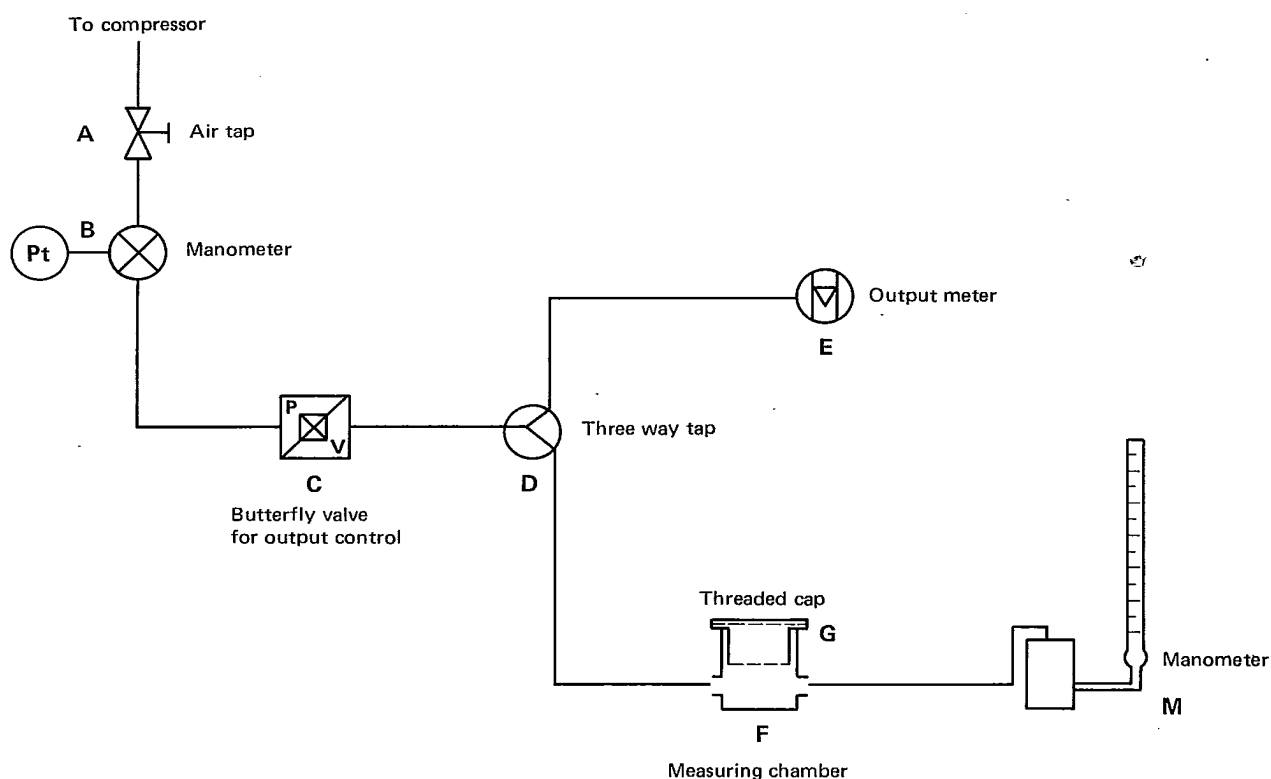 To compressor
A
Air tap
B
Pt
Manometer
Output meter
E
P
V
Three way tap
C
D
Butterfly valve
for output control
Threaded cap
G
Manometer
M
F
Measuring chamber